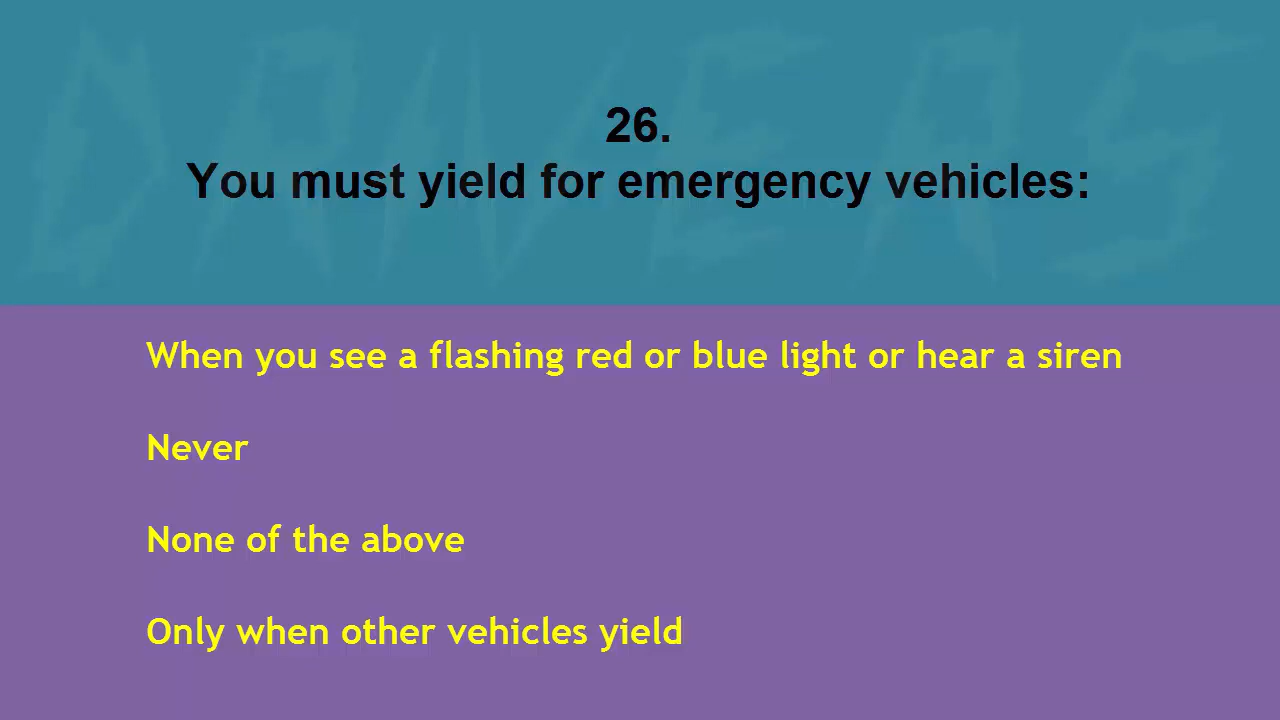 DRIVERS
26.
You must yield for emergency vehicles:
When you see a flashing red or blue light or hear a siren
Never
None of the above
Only when other vehicles yield